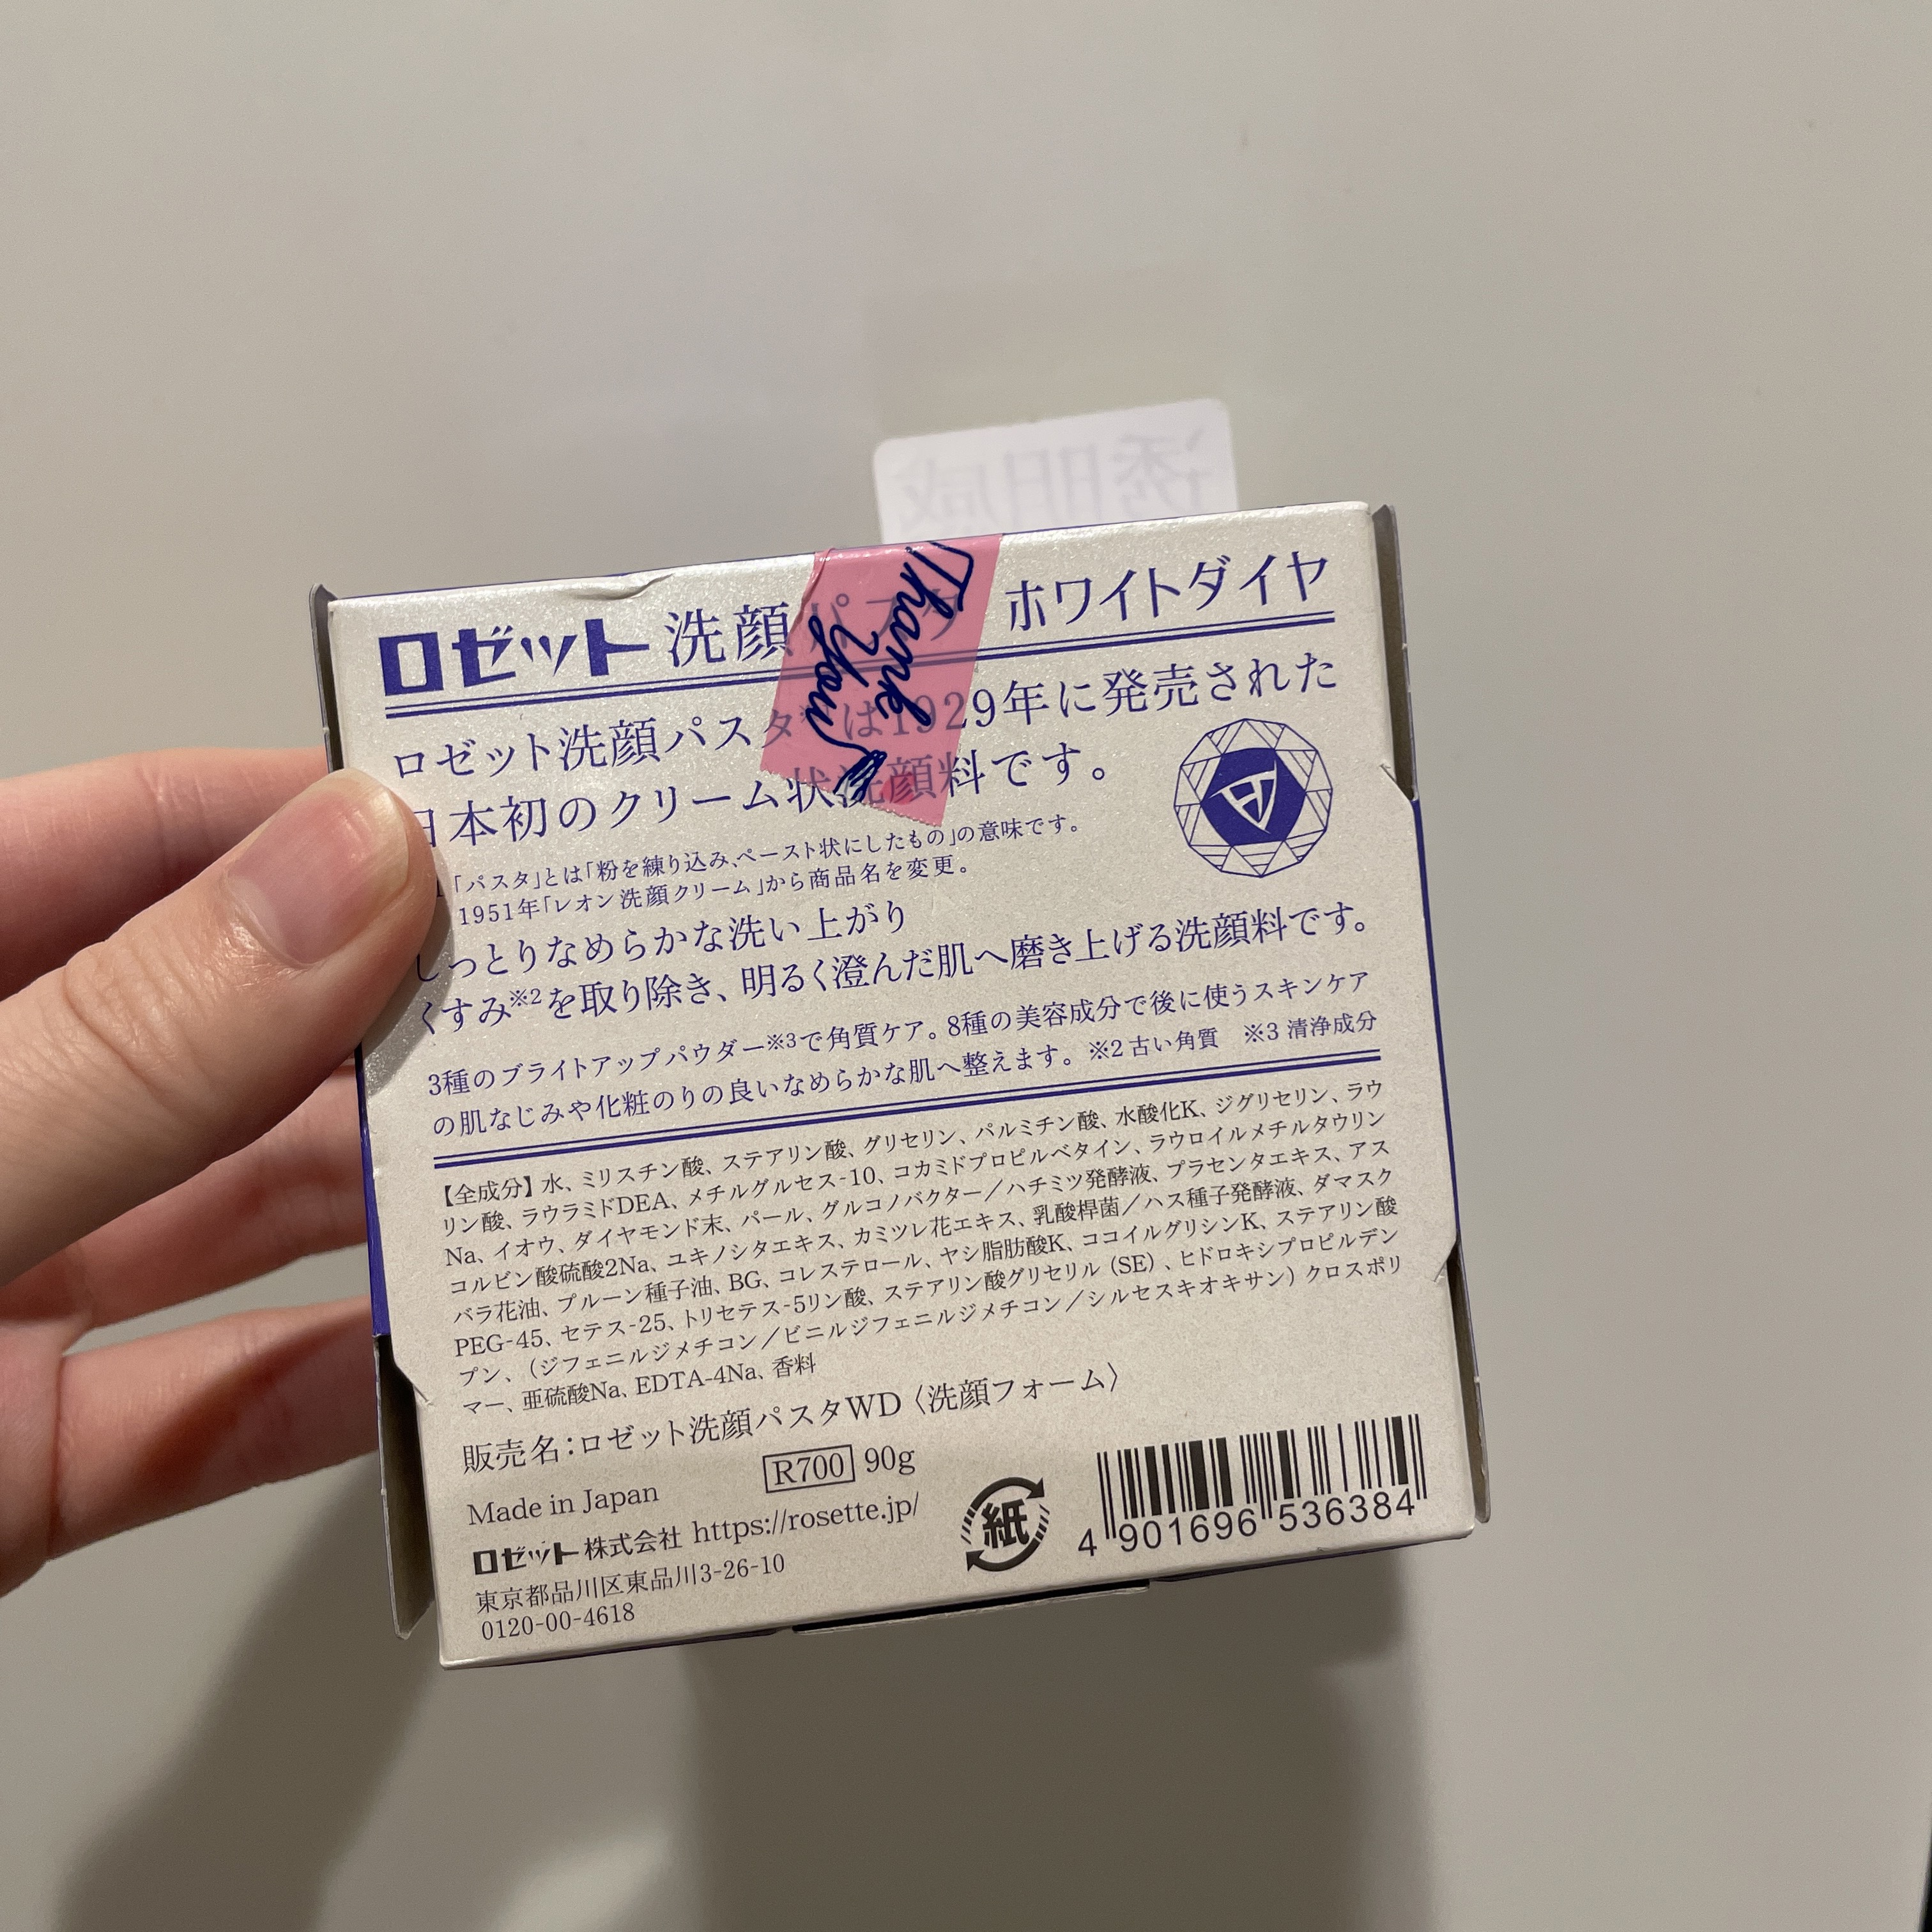 透明感
ロゼット洗顔パスタ ホワイトダイヤ
Thank
You
ロゼット洗顔パスタ は1929年に発売された
日本初のクリーム状洗顔料です。
「パスタ」とは「粉を練り込み、ペースト状にしたもの」の意味です。
1951年「レオン洗顔クリーム」から商品名を変更。
しっとりなめらかな洗い上がり
くすみ※2を取り除き、明るく澄んだ肌へ磨き上げる洗顔料です。
3種のブライトアップパウダー※3で角質ケア。8種の美容成分で後に使うスキンケア
の肌なじみや化粧のりの良いなめらかな肌へ整えます。※2 古い角質 ※3 清浄成分
【全成分】水、ミリスチン酸、ステアリン酸、グリセリン、パルミチン酸、水酸化K、ジグリセリン、ラウ
リン酸、ラウラミドDEA、メチルグルセス-10、コカミドプロピルベタイン、ラウロイルメチルタウリン
Na、イオウ、ダイヤモンド末、パール、グルコノバクター/ハチミツ発酵液、プラセンタエキス、アス
コルビン酸硫酸2Na、ユキノシタエキス、カミツレ花エキス、乳酸桿菌/ハス種子発酵液、ダマスク
バラ花油、プルーン種子油、BG、コレステロール、ヤシ脂肪酸K、ココイルグリシンK、ステアリン酸
PEG-45、セテス-25、トリセテス-5リン酸、ステアリン酸グリセリル(SE)、ヒドロキシプロピルデン
プン、(ジフェニルジメチコン/ビニルジフェニルジメチコン/シルセスキオキサン)クロスポリ
マー、亜硫酸Na、EDTA-4Na、香料
販売名:ロゼット洗顔パスタWD〈洗顔フォーム〉
R700 90g
Made in Japan
ロゼット株式会社 https://rosette.jp/
東京都品川区東品川3-26-10
0120-00-4618
紙
4 901696 536384